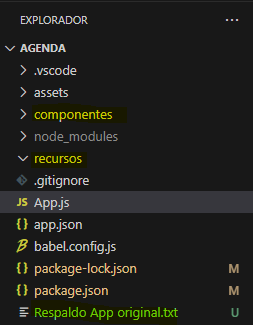 EXPLORADOR
AGENDA
.vscode
assets
componentes
node_modules
recursos
.gitignore
JS App.js
{} app.json
babel.config.js
{} package-lock.json M
{} package.json M
Respaldo App original.txt U